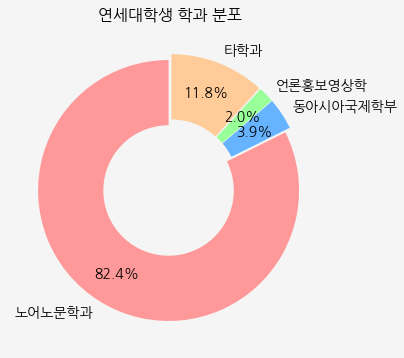 연세대학생 학과 분포
타학과
11.8%
언론홍보영상학
2.0%
동아시아국제학부
3.9%
82.4%
노어노문학과